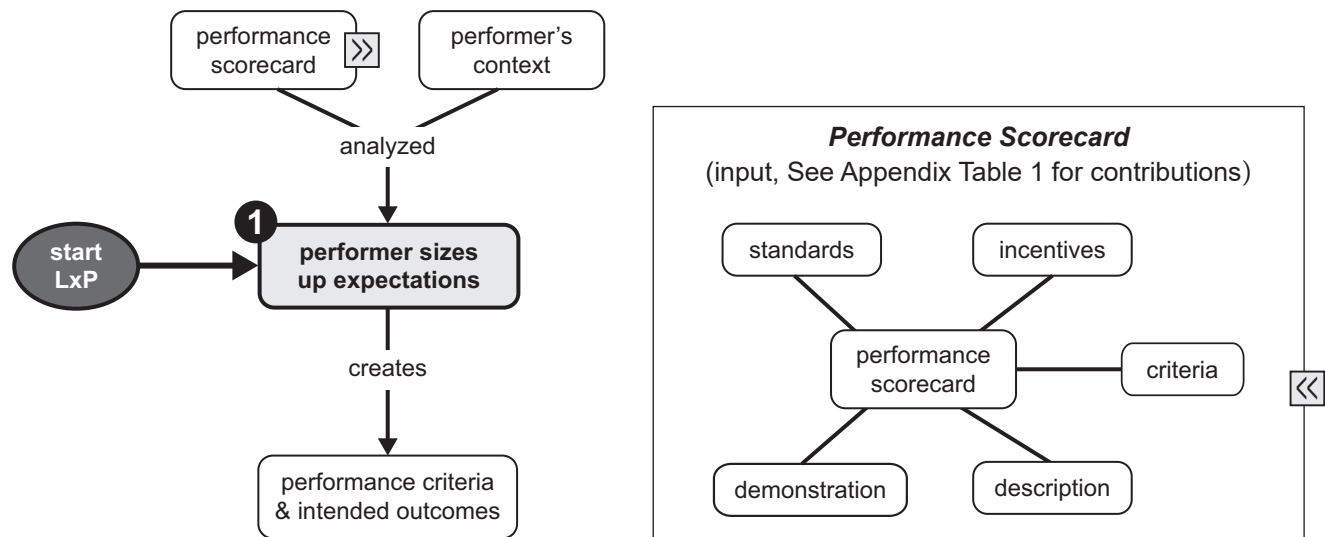 performance
scorecard
>>
performer's
context
analyzed
start
LxP
1
performer sizes
up expectations
creates
performance criteria
& intended outcomes
Performance Scorecard
(input, See Appendix Table 1 for contributions)
standards
incentives
performance
scorecard
criteria
<<
demonstration
description